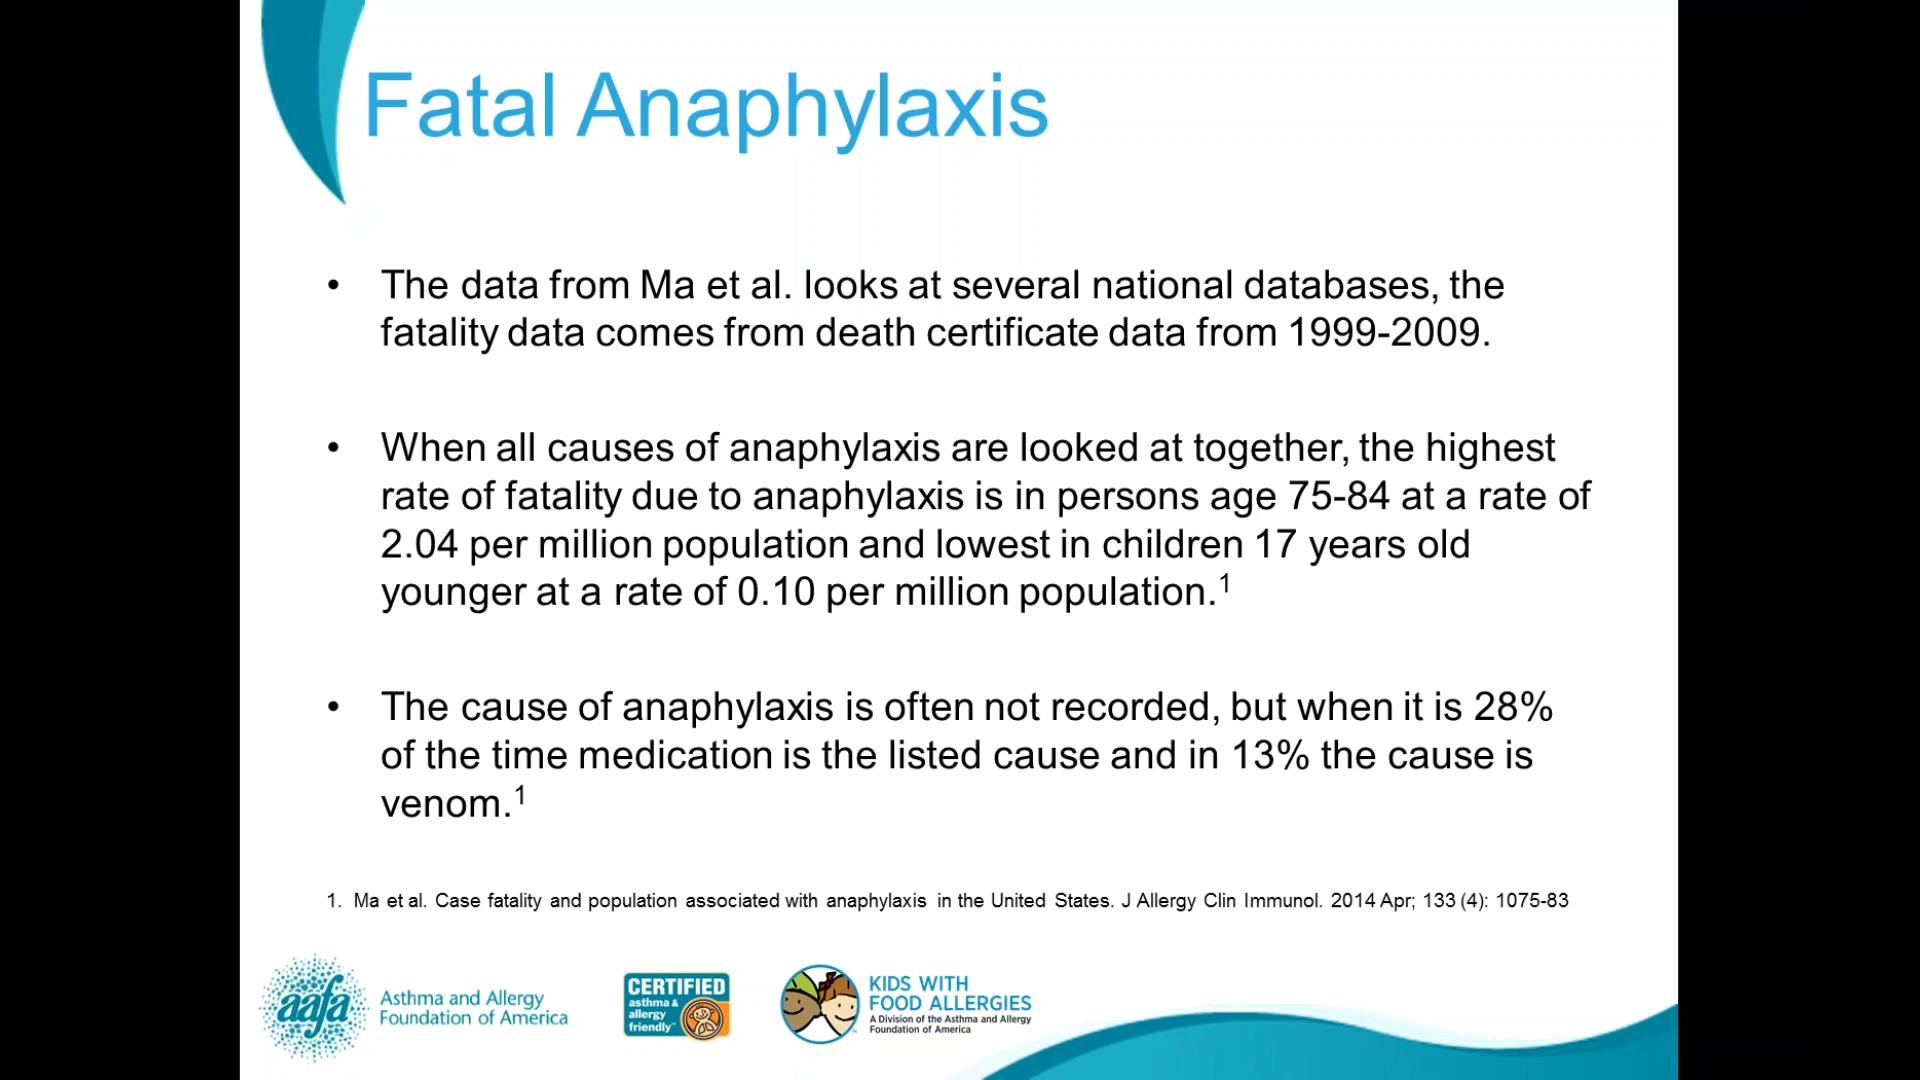 Fatal Anaphylaxis
• The data from Ma et al. looks at several national databases, the
fatality data comes from death certificate data from 1999-2009.
• When all causes of anaphylaxis are looked at together, the highest
rate of fatality due to anaphylaxis is in persons age 75-84 at a rate of
2.04 per million population and lowest in children 17 years old
younger at a rate of 0.10 per million population.1
• The cause of anaphylaxis is often not recorded, but when it is 28%
of the time medication is the listed cause and in 13% the cause is
venom.1
1. Ma et al. Case fatality and population associated with anaphylaxis in the United States. J Allergy Clin Immunol. 2014 Apr; 133 (4): 1075-83
aafa
Asthma and Allergy
Foundation of America
CERTIFIED
asthma &
allergy
friendly™
KIDS WITH
FOOD ALLERGIES
A Division of the Asthma and Allergy
Foundation of America